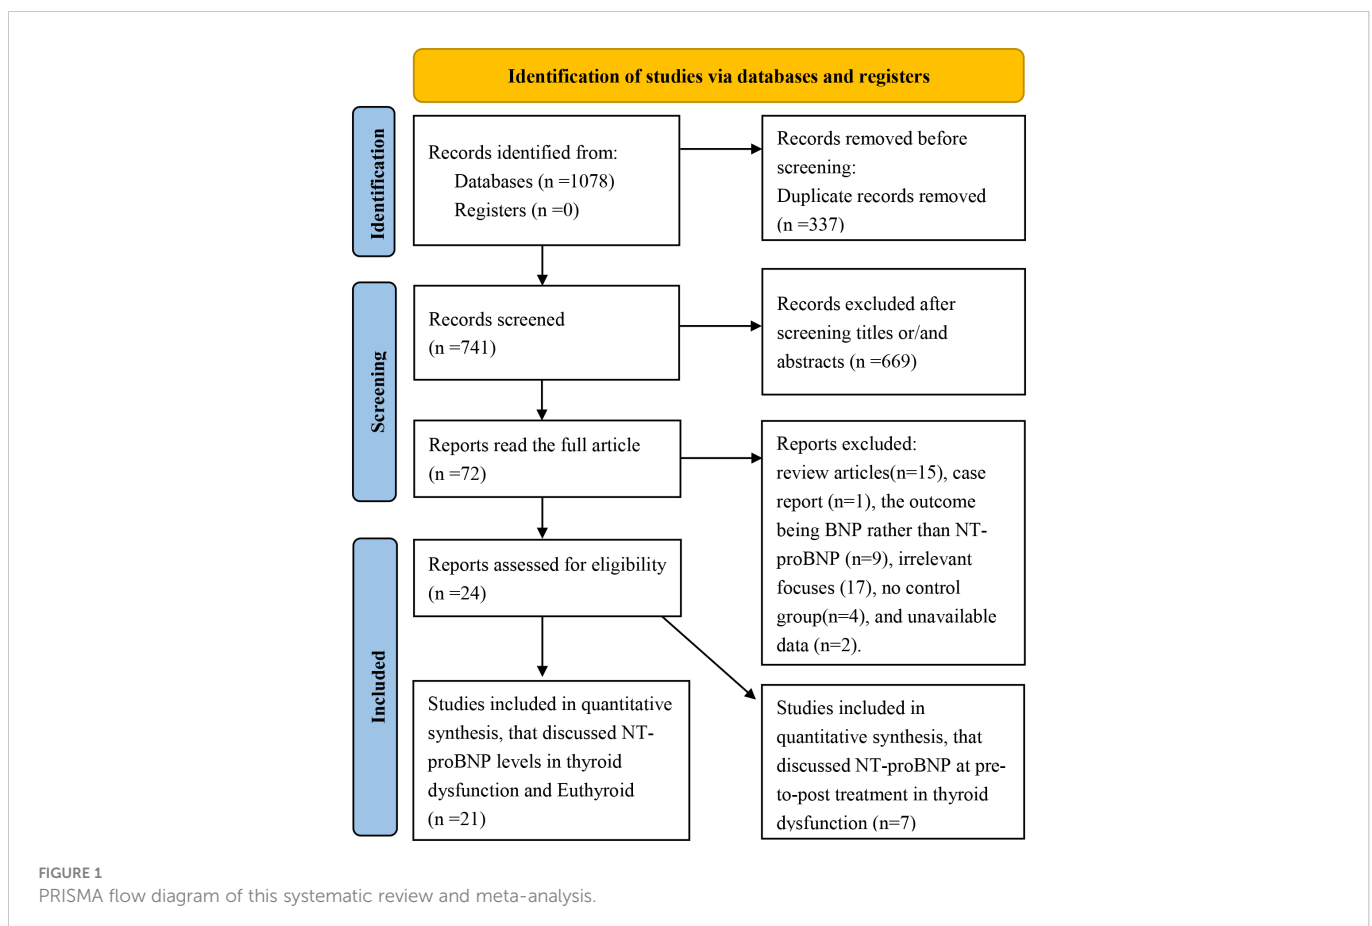 Identification of studies via databases and registers
Identification
Records identified from:
Databases (n =1078)
Registers (n =0)
Records removed before
screening:
Duplicate records removed
(n =337)
Screening
Records screened
(n =741)
Records excluded after
screening titles or/and
abstracts (n =669)
Reports read the full article
(n =72)
Reports excluded:
review articles(n=15), case
report (n=1), the outcome
being BNP rather than NT-
proBNP (n=9), irrelevant
focuses (17), no control
group(n=4), and unavailable
data (n=2).
Included
Reports assessed for eligibility
(n =24)
Studies included in quantitative
synthesis, that discussed NT-
proBNP levels in thyroid
dysfunction and Euthyroid
(n =21)
Studies included in
quantitative synthesis, that
discussed NT-proBNP at pre-
to-post treatment in thyroid
dysfunction (n=7)
FIGURE 1
PRISMA flow diagram of this systematic review and meta-analysis.